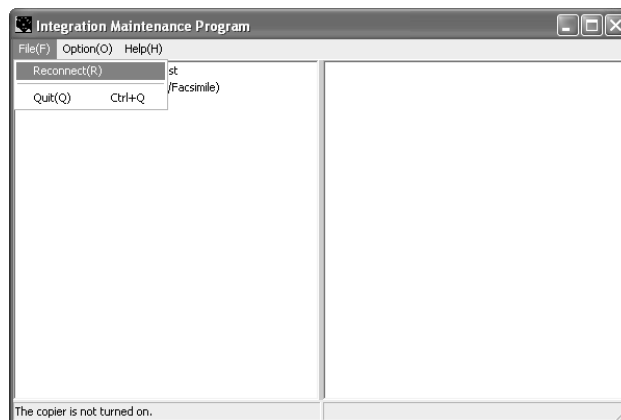 Integration Maintenance Program
File(F) Option(O) Help(H)
Reconnect(R) st
/Facsimile)
Quit(Q) Ctrl+Q
The copier is not turned on.